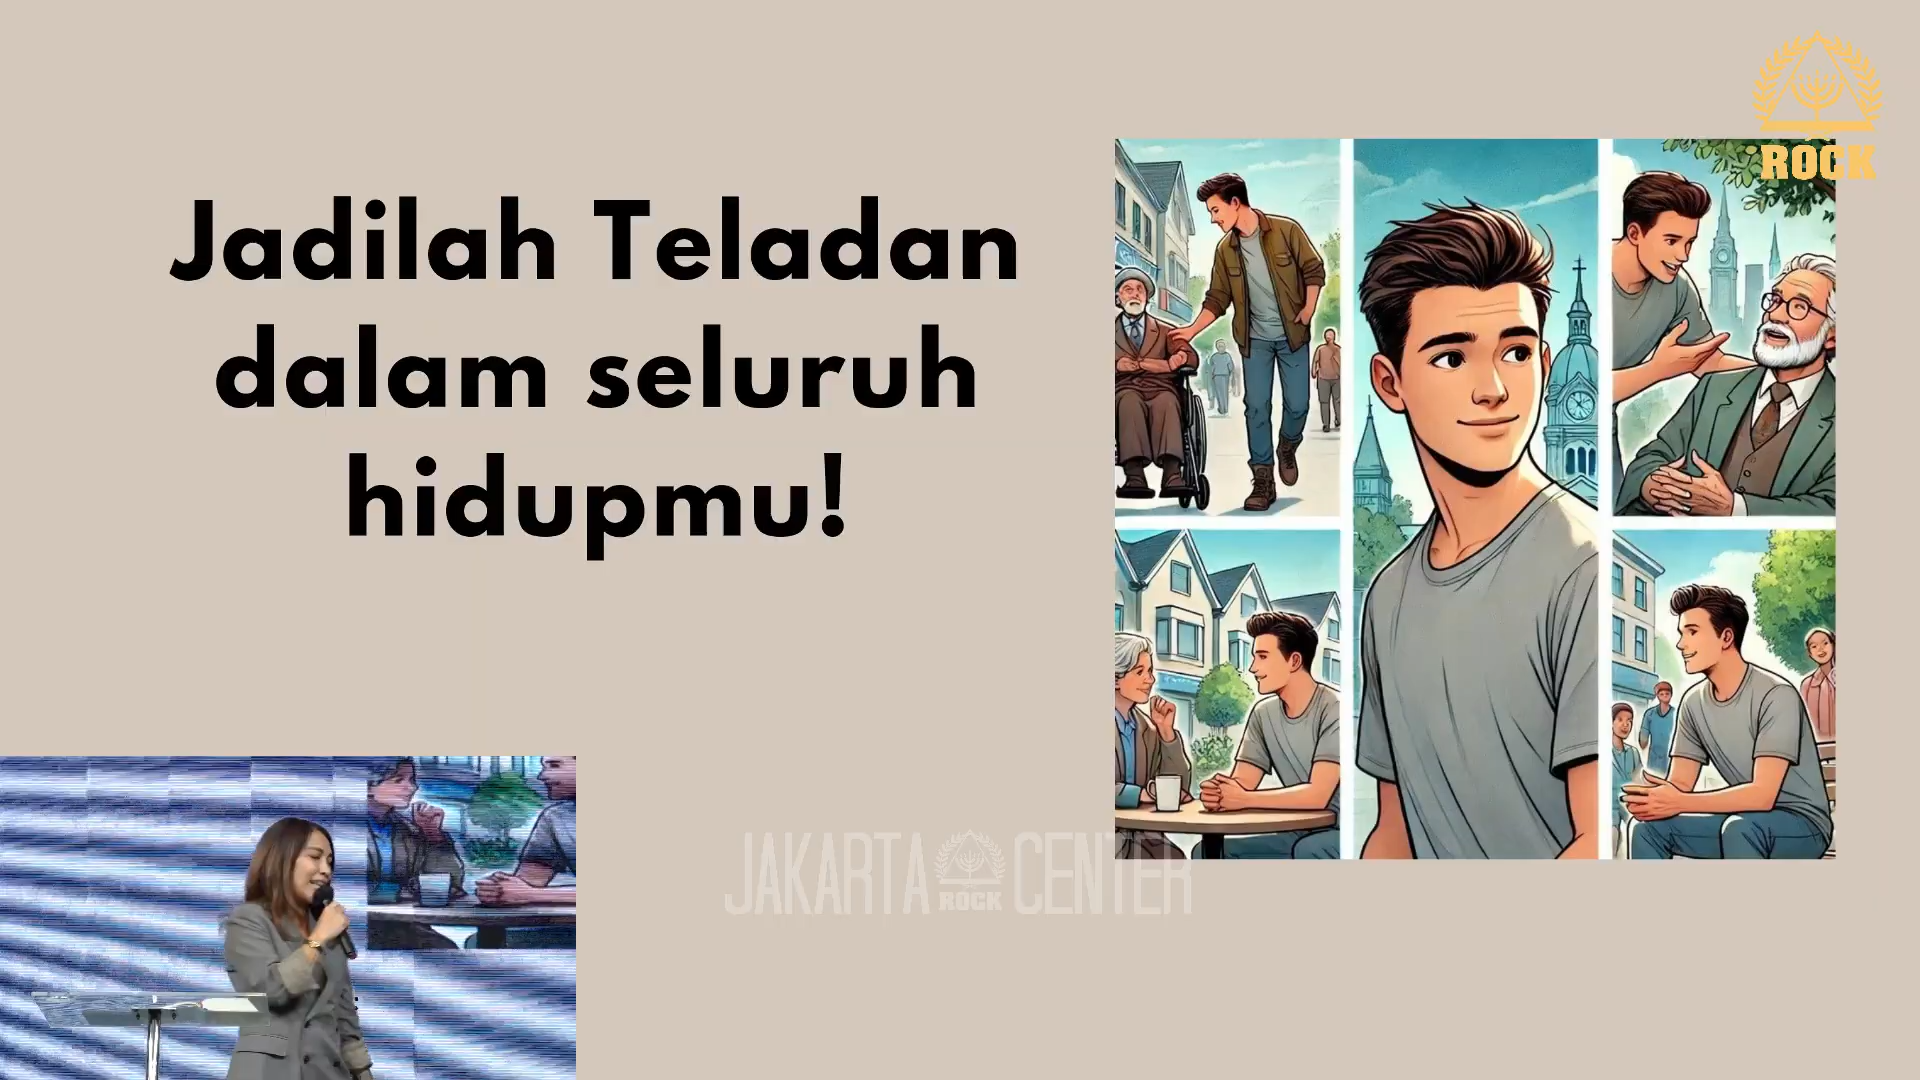 ROCK
Jadilah Teladan
dalam seluruh
hidupmu!
JAKARTA ROCK CENTER